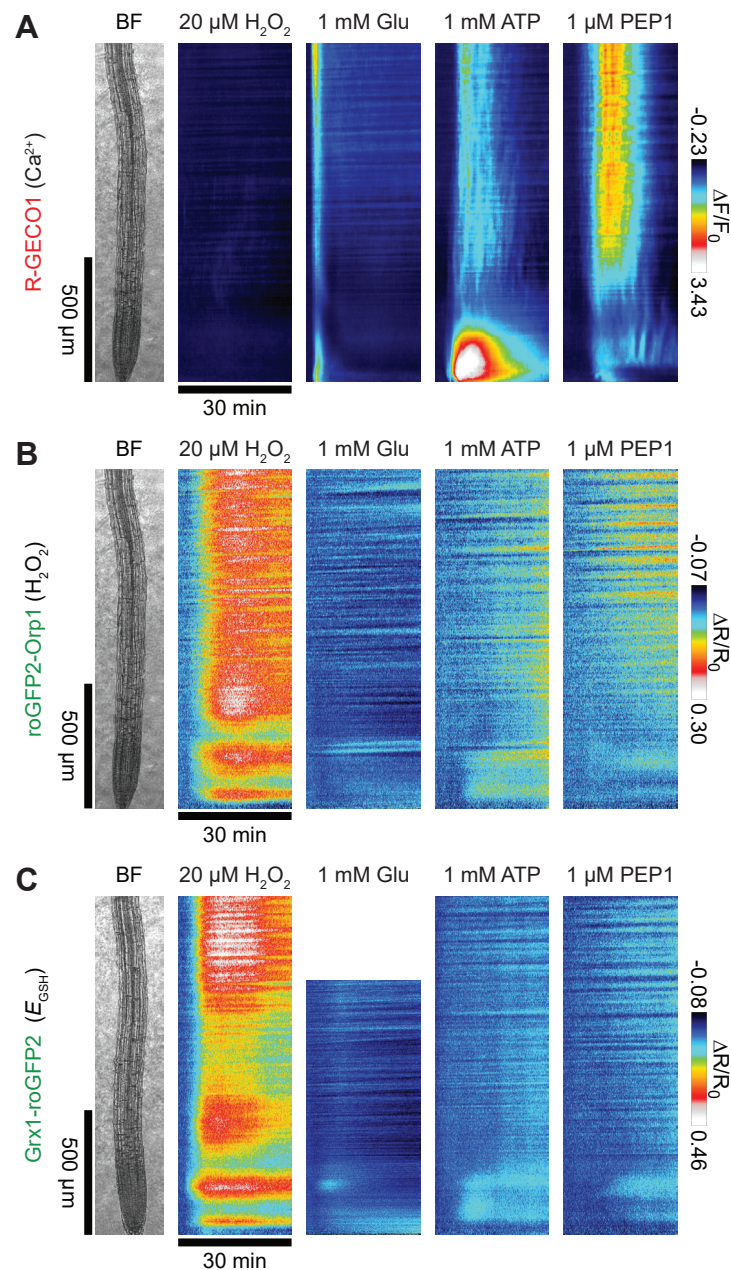 A
BF
20 µM H₂O₂
1 mM Glu
1 mM ATP
1 µM PEP1
R-GECO1 (Ca²⁺)
500 µm
-0.23
ΔF/F₀
3.43
30 min
B
BF
20 µM H₂O₂
1 mM Glu
1 mM ATP
1 µM PEP1
roGFP2-Orp1 (H₂O₂)
500 µm
-0.07
ΔR/R₀
0.30
30 min
C
BF
20 µM H₂O₂
1 mM Glu
1 mM ATP
1 µM PEP1
Grx1-roGFP2 (E_GSH)
500 µm
-0.08
ΔR/R₀
0.46
30 min